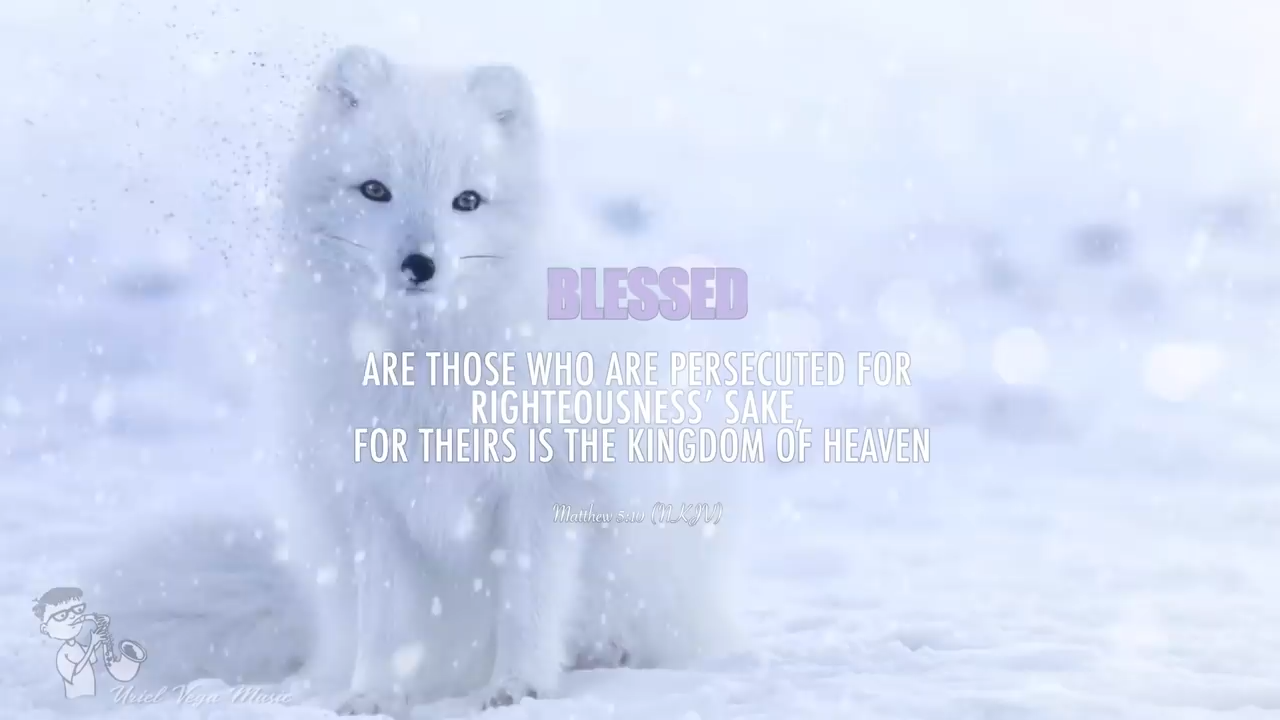 BLESSED
ARE THOSE WHO ARE PERSECUTED FOR
RIGHTEOUSNESS’ SAKE,
FOR THEIRS IS THE KINGDOM OF HEAVEN
Matthew 5:10 (NKJV)
Uriel Vega Music